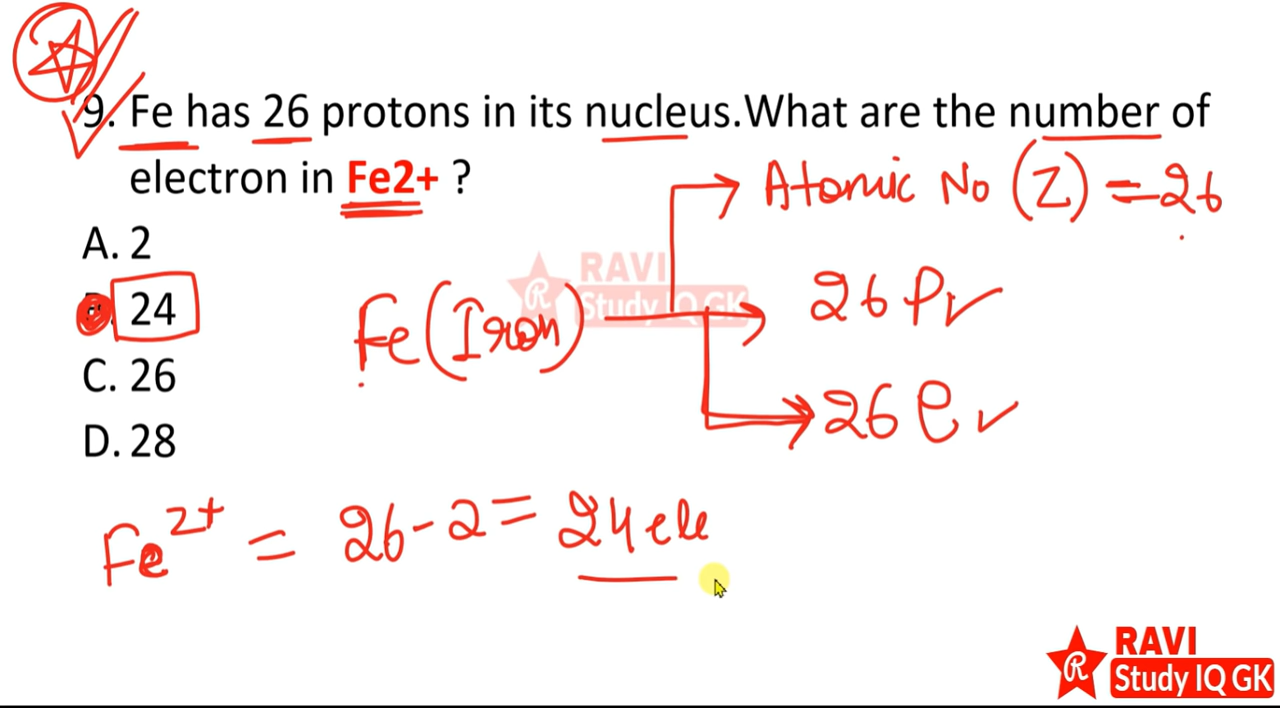 9. Fe has 26 protons in its nucleus.What are the number of
electron in Fe2+ ?
Atomic No (Z) = 26
A. 2
B. 24
C. 26
D. 28
Fe (Iron)
26 P
26 e
RAVI
Study IQ GK
Fe2+ = 26 - 2 = 24 ele
RAVI
Study IQ GK